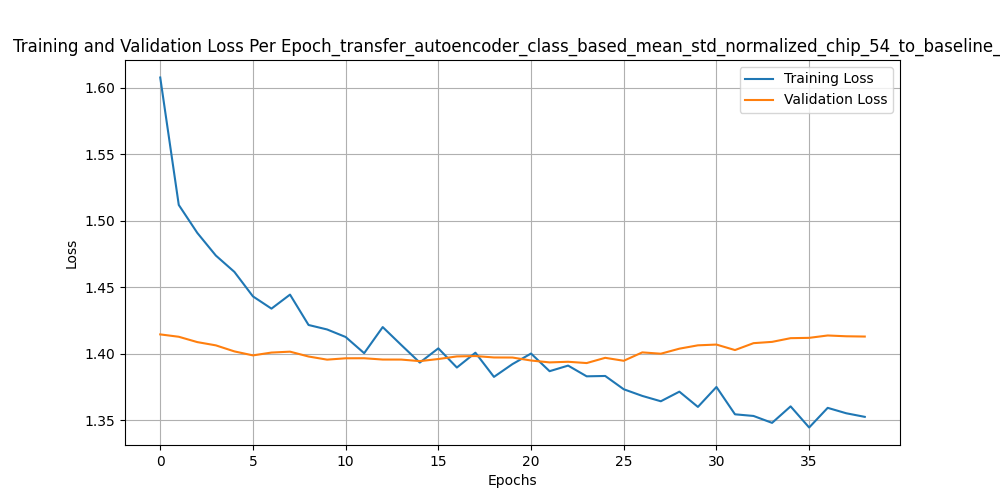 Training and Validation Loss Per Epoch_transfer_autoencoder_class_based_mean_std_normalized_chip_54_to_baseline_
Training Loss
Validation Loss
1.60
1.55
1.50
1.45
1.40
1.35
Loss
0 5 10 15 20 25 30 35
Epochs